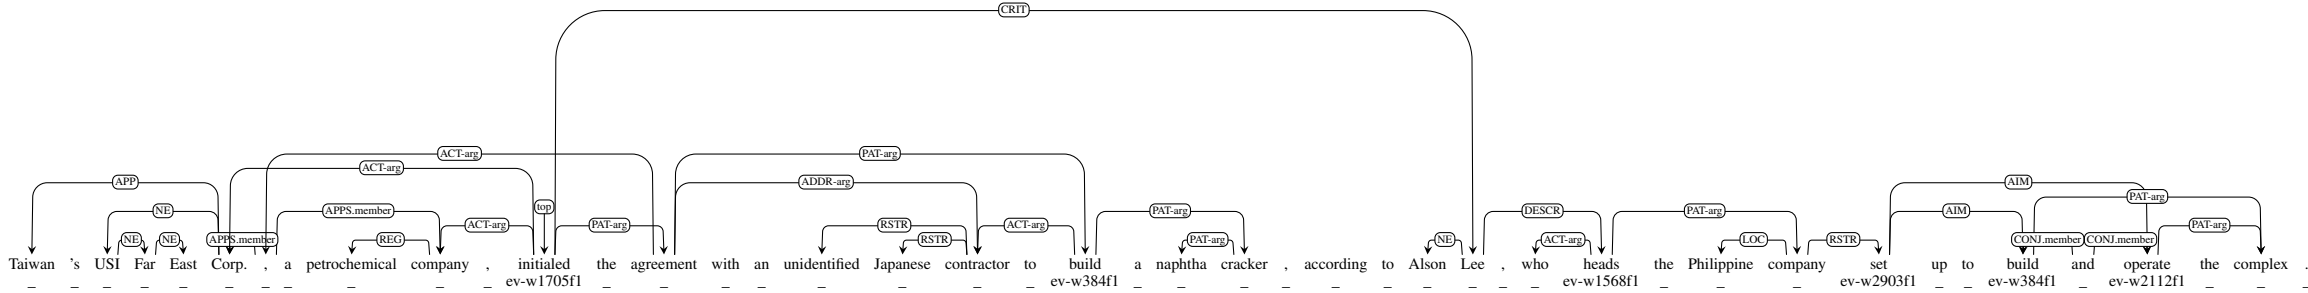 CRIT
ACT-arg PAT-arg
ACT-arg
APP ADDR-arg AIM
PAT-arg
NE APPS.member top PAT-arg DESCR PAT-arg AIM
ACT-arg PAT-arg RSTR ACT-arg PAT-arg
NE NE APPS.member REG RSTR PAT-arg NE ACT-arg LOC RSTR CONJ.member CONJ.member
Taiwan 's USI Far East Corp. , a petrochemical company , initialed the agreement with an unidentified Japanese contractor to build a naphtha cracker , according to Alson Lee , who heads the Philippine company set up to build and operate the complex .
ev-w1705f1 ev-w384f1 ev-w1568f1 ev-w2903f1 ev-w384f1 ev-w2112f1
_ _ _ _ _ _ _ _ _ _ _ _ _ _ _ _ _ _ _ _ _ _ _ _ _ _ _ _ _ _ _ _ _ _ _ _ _ _ _ _ _ _ _ _